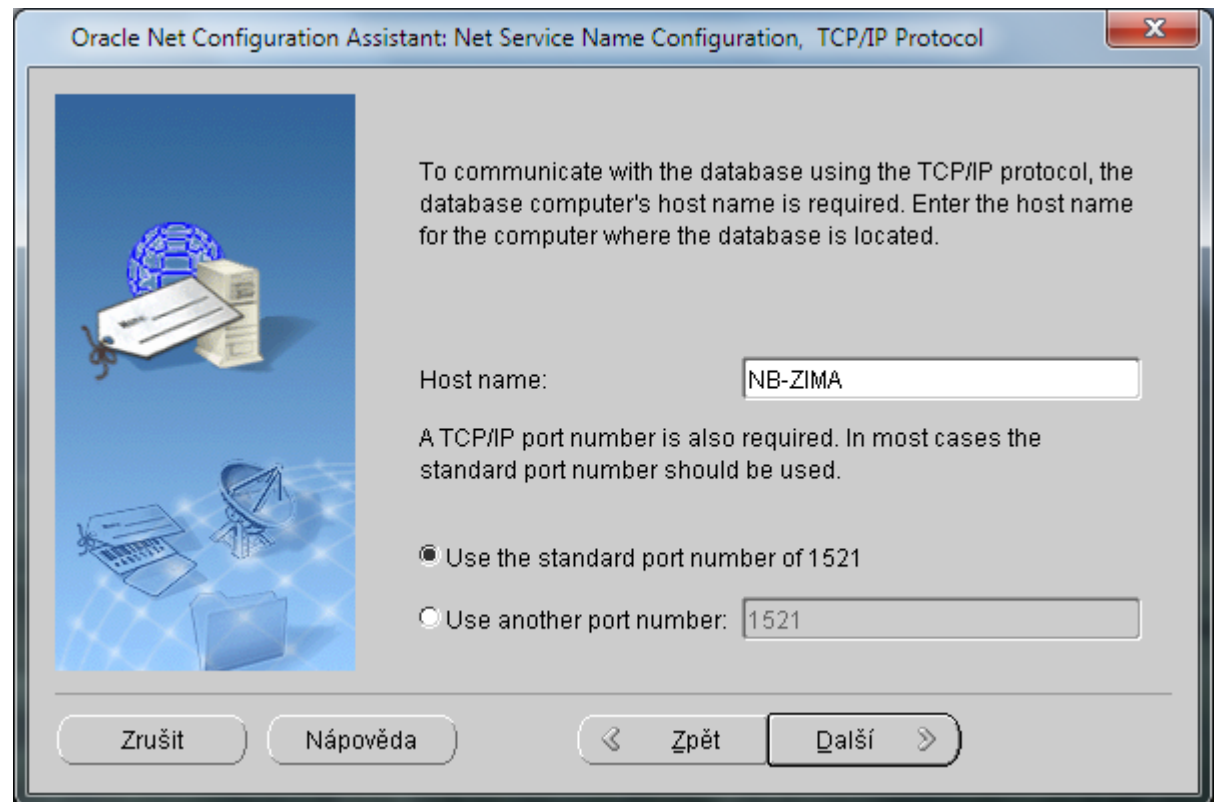 Oracle Net Configuration Assistant: Net Service Name Configuration, TCP/IP Protocol
To communicate with the database using the TCP/IP protocol, the
database computer's host name is required. Enter the host name
for the computer where the database is located.
Host name: NB-ZIMA
A TCP/IP port number is also required. In most cases the
standard port number should be used.
Use the standard port number of 1521
Use another port number: 1521
Zrušit Nápověda Zpět Další